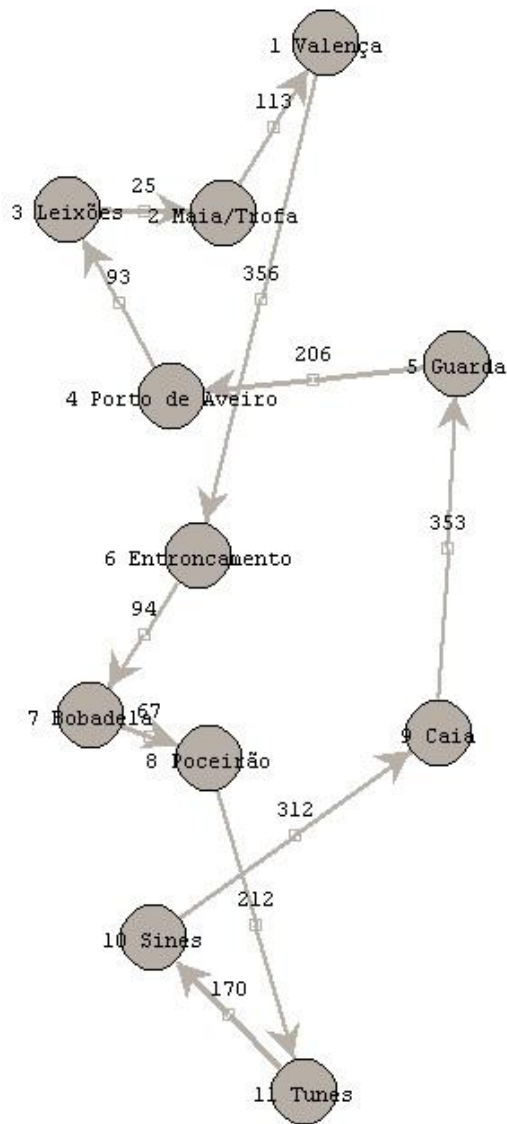 1 Valença
113
25
3 Leixões
2 Maia/Trofa
93
356
206
5 Guarda
4 Porto de Aveiro
353
6 Entroncamento
94
7 Bobadela
67
8 Poceirão
9 Caia
312
212
10 Sines
170
11 Tunes